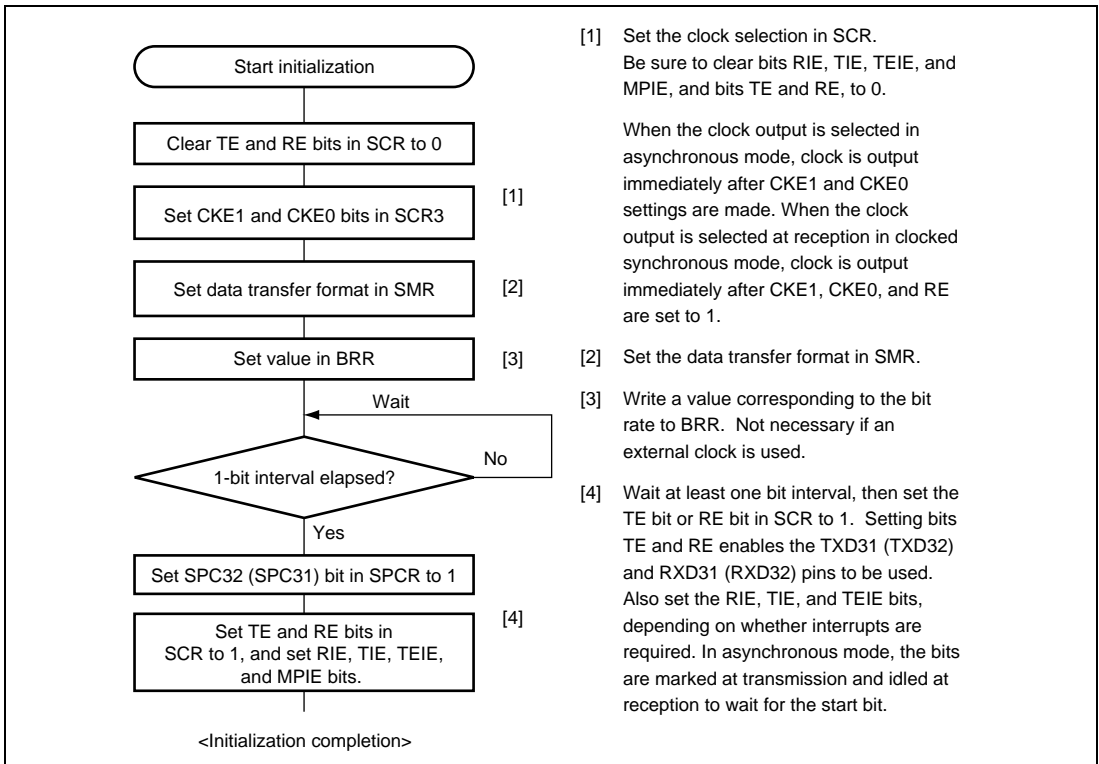 Start initialization
Clear TE and RE bits in SCR to 0
Set CKE1 and CKE0 bits in SCR3
[1]
Set data transfer format in SMR
[2]
Set value in BRR
[3]
Wait
1-bit interval elapsed?
No
Yes
Set SPC32 (SPC31) bit in SPCR to 1
Set TE and RE bits in
SCR to 1, and set RIE, TIE, TEIE,
and MPIE bits.
[4]
<Initialization completion>
[1] Set the clock selection in SCR.
Be sure to clear bits RIE, TIE, TEIE, and
MPIE, and bits TE and RE, to 0.
When the clock output is selected in
asynchronous mode, clock is output
immediately after CKE1 and CKE0
settings are made. When the clock
output is selected at reception in clocked
synchronous mode, clock is output
immediately after CKE1, CKE0, and RE
are set to 1.
[2] Set the data transfer format in SMR.
[3] Write a value corresponding to the bit
rate to BRR. Not necessary if an
external clock is used.
[4] Wait at least one bit interval, then set the
TE bit or RE bit in SCR to 1. Setting bits
TE and RE enables the TXD31 (TXD32)
and RXD31 (RXD32) pins to be used.
Also set the RIE, TIE, and TEIE bits,
depending on whether interrupts are
required. In asynchronous mode, the bits
are marked at transmission and idled at
reception to wait for the start bit.